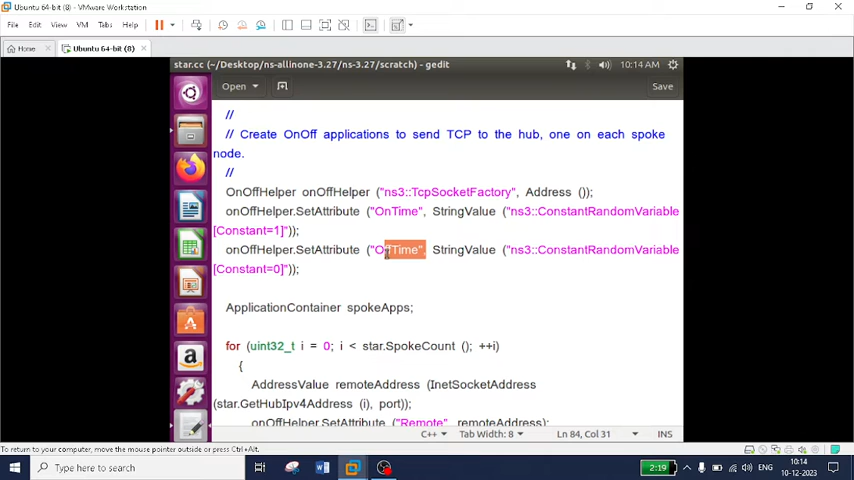 Ubuntu 64-bit (8) - VMware Workstation
File Edit View VM Tabs Help
Home Ubuntu 64-bit (8)
star.cc (~/Desktop/ns-allinone-3.27/ns-3.27/scratch) - gedit 10:14 AM
Open Save
//
// Create OnOff applications to send TCP to the hub, one on each spoke
node.
//
OnOffHelper onOffHelper ("ns3::TcpSocketFactory", Address ());
onOffHelper.SetAttribute ("OnTime", StringValue ("ns3::ConstantRandomVariable
[Constant=1]"));
onOffHelper.SetAttribute ("OffTime", StringValue ("ns3::ConstantRandomVariable
[Constant=0]"));
ApplicationContainer spokeApps;
for (uint32_t i = 0; i < star.SpokeCount (); ++i)
{
AddressValue remoteAddress (InetSocketAddress
(star.GetHubIpv4Address (i), port));
onOffHelper.SetAttribute ("Remote", remoteAddress);
C++ Tab Width: 8 Ln 84, Col 31 INS
To return to your computer, move the mouse pointer outside or press Ctrl+Alt.
Type here to search 2:19 ENG 10:14
10-12-2023